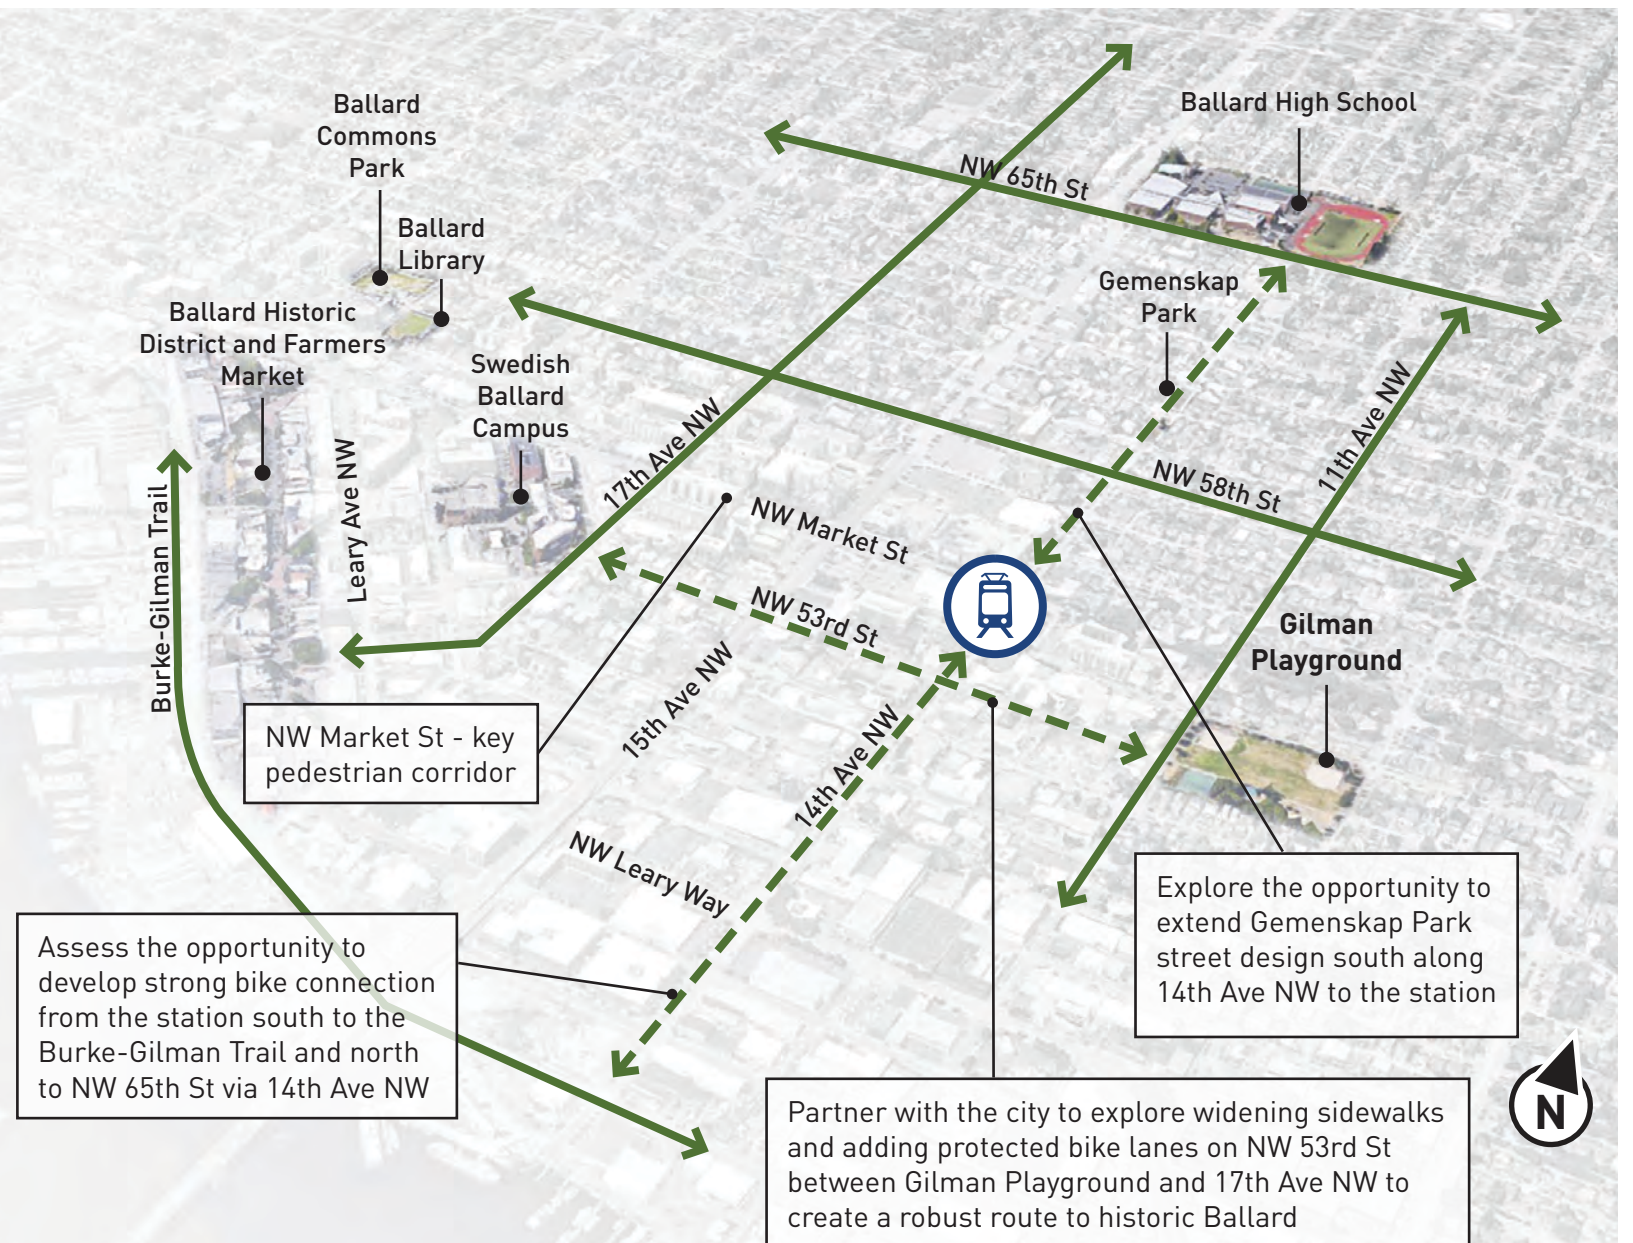 Ballard
Commons
Park
Ballard
Library
Ballard Historic
District and Farmers
Market
Swedish
Ballard
Campus
Ballard High School
NW 65th St
Gemenskap
Park
11th Ave NW
17th Ave NW
NW 58th St
Leary Ave NW
Burke-Gilman Trail
NW Market St
NW 53rd St
15th Ave NW
14th Ave NW
NW Leary Way
Gilman
Playground
NW Market St - key
pedestrian corridor
Assess the opportunity to
develop strong bike connection
from the station south to the
Burke-Gilman Trail and north
to NW 65th St via 14th Ave NW
Explore the opportunity to
extend Gemenskap Park
street design south along
14th Ave NW to the station
Partner with the city to explore widening sidewalks
and adding protected bike lanes on NW 53rd St
between Gilman Playground and 17th Ave NW to
create a robust route to historic Ballard
N